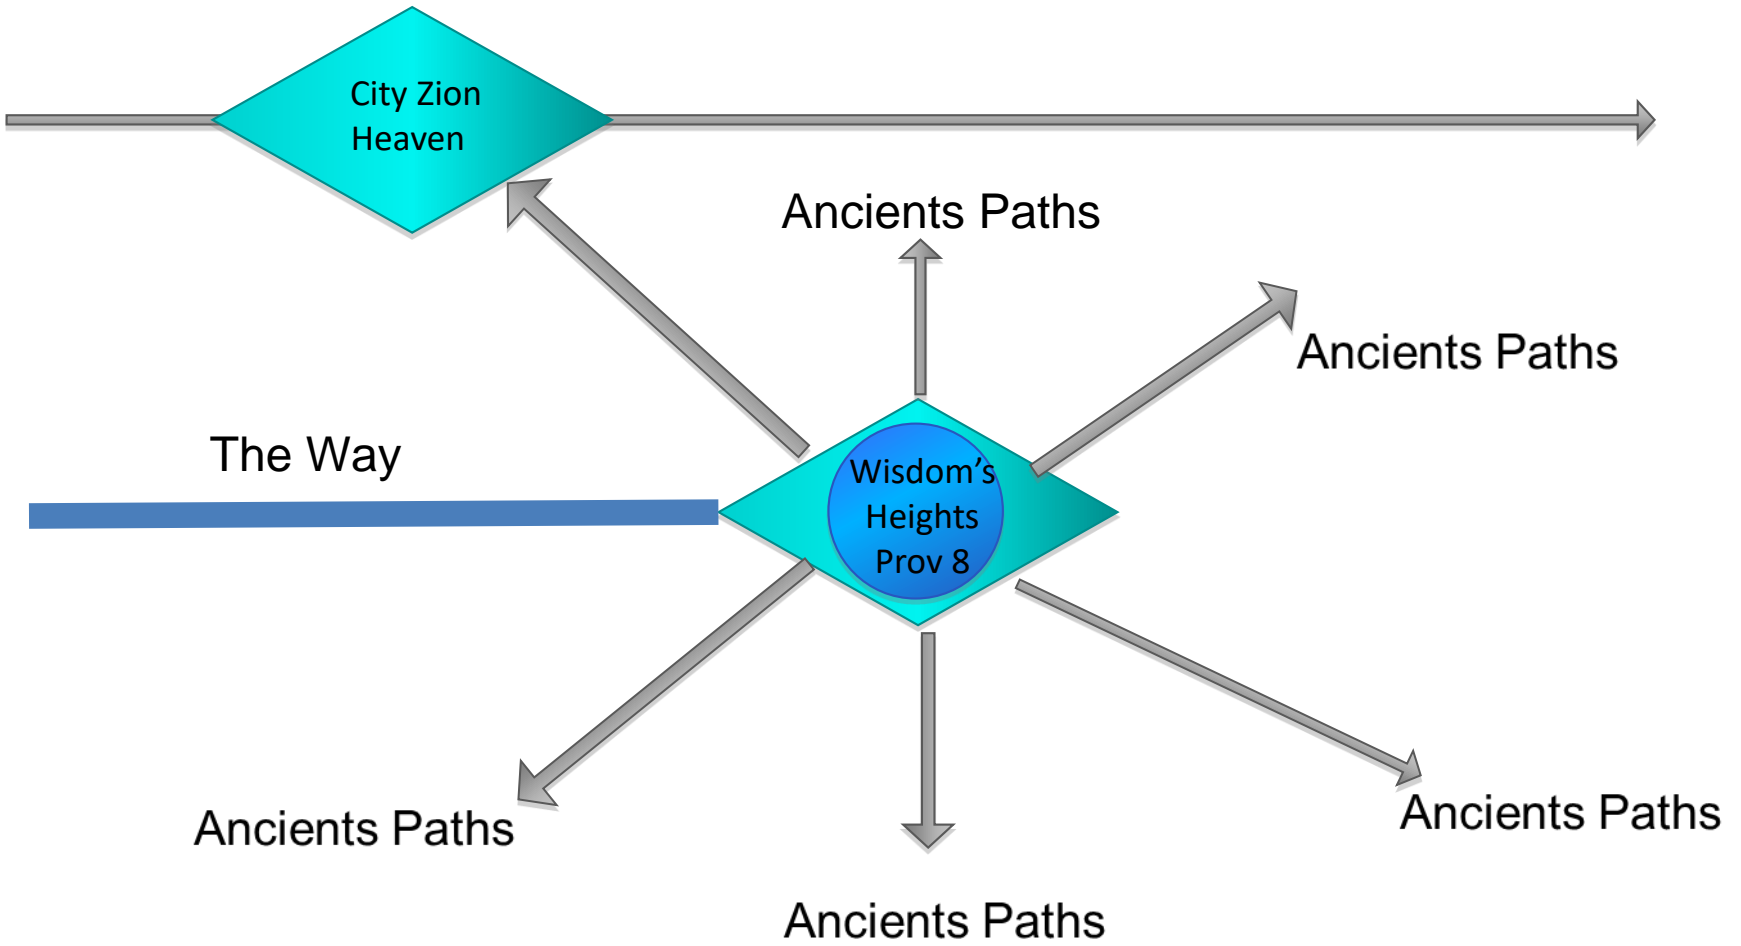 City Zion
Heaven
Ancients Paths
Ancients Paths
The Way
Wisdom’s
Heights
Prov 8
Ancients Paths
Ancients Paths
Ancients Paths